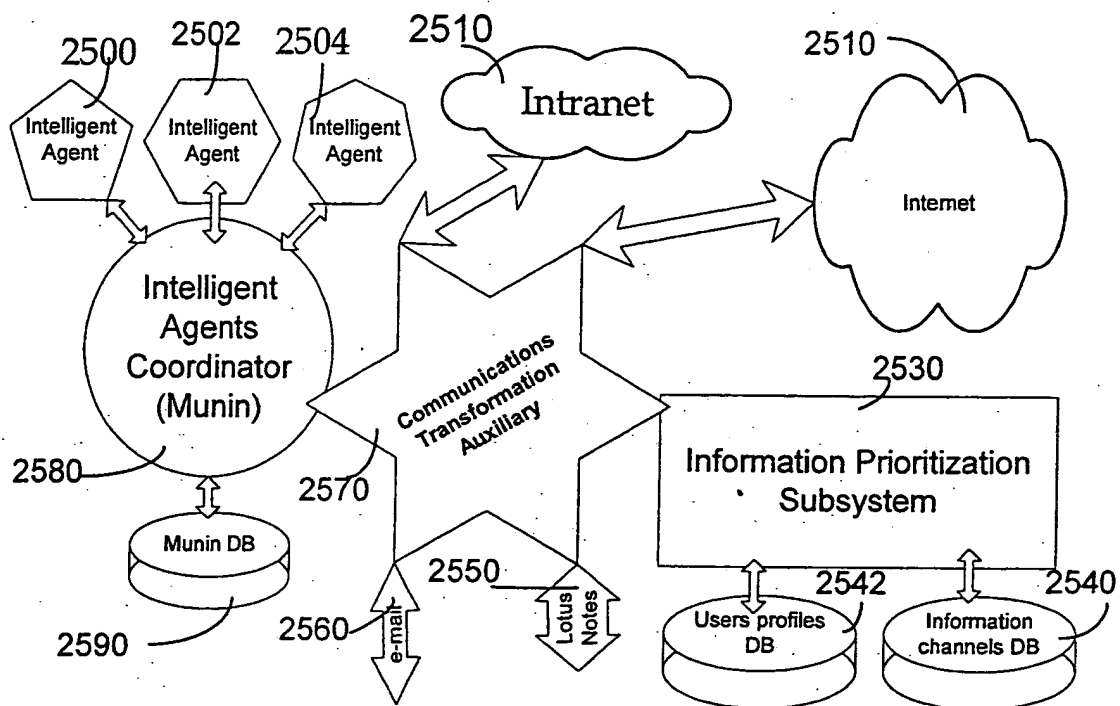 2500
2502
2504
2510
2510
Intelligent
Agent
Intelligent
Agent
Intelligent
Agent
Intranet
Internet
Intelligent
Agents
Coordinator
(Munin)
Communications
Transformation
Auxillary
2530
Information Prioritization
Subsystem
2580
2570
Munin DB
2590
2560
e-mail
2550
Lotus
Notes
2542
2540
Users profiles
DB
Information
channels DB